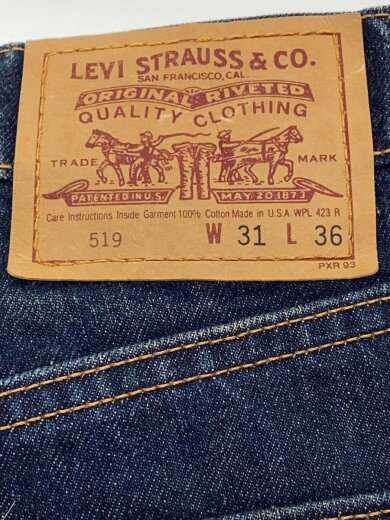 LEVI STRAUSS & CO.
SAN FRANCISCO, CAL.
ORIGINAL RIVETED
QUALITY CLOTHING
TRADE MARK
PATENTED IN U.S. MAY 20 1873
Care Instructions Inside Garment 100% Cotton Made in U.S.A. WPL 423 R
519 W 31 L 36
PXR 93